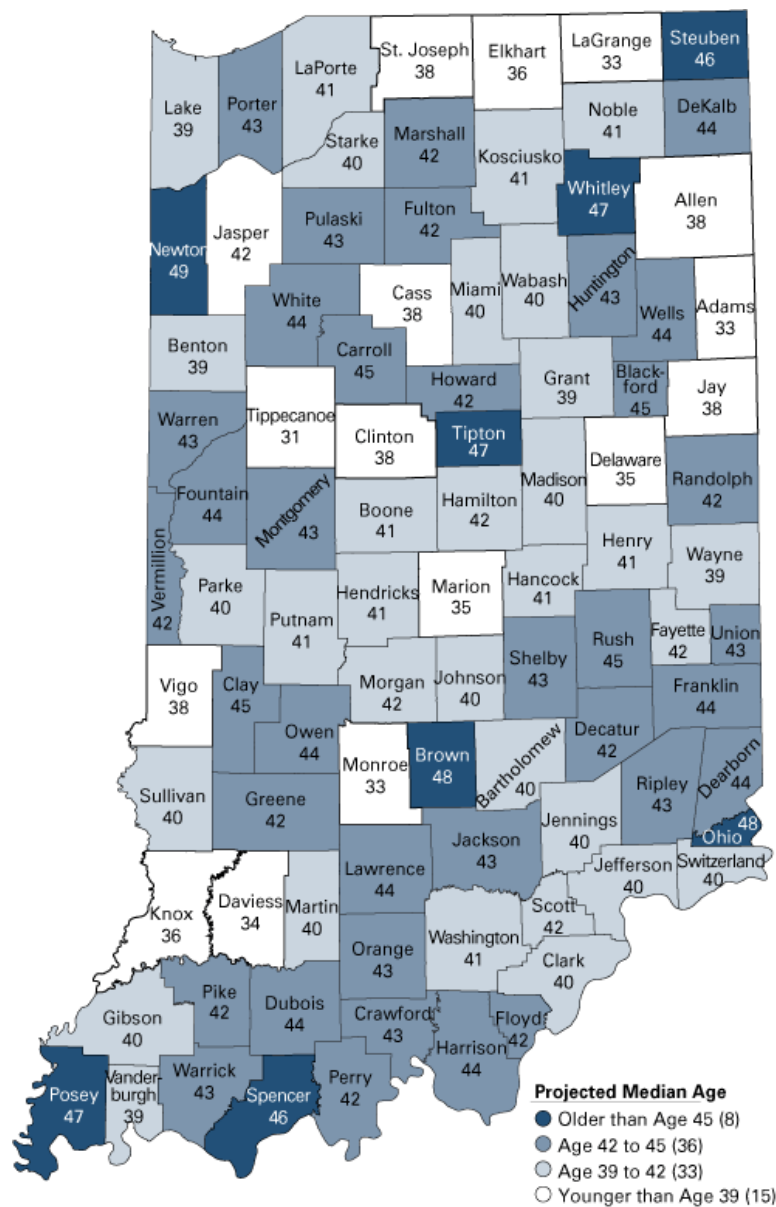 St. Joseph
38
Elkhart
36
LaGrange
33
Steuben
46
LaPorte
41
Lake
39
Porter
43
Noble
41
DeKalb
44
Starke
40
Marshall
42
Kosciusko
41
Whitley
47
Allen
38
Newton
49
Jasper
42
Pulaski
43
Fulton
42
Huntington
43
Miami
40
Wabash
40
White
44
Cass
38
Wells
44
Adams
33
Benton
39
Carroll
45
Howard
42
Grant
39
Black-
ford
45
Jay
38
Warren
43
Tippecanoe
31
Clinton
38
Tipton
47
Madison
40
Delaware
35
Randolph
42
Fountain
44
Montgomery
43
Boone
41
Hamilton
42
Henry
41
Wayne
39
Vermillion
42
Parke
40
Putnam
41
Hendricks
41
Marion
35
Hancock
41
Rush
45
Fayette
42
Union
43
Vigo
38
Clay
45
Morgan
42
Johnson
40
Shelby
43
Franklin
44
Owen
44
Monroe
33
Brown
48
Bartholomew
40
Decatur
42
Ripley
43
Dearborn
44
Sullivan
40
Greene
42
Jennings
40
48
Ohio
Lawrence
44
Jackson
43
Jefferson
40
Switzerland
40
Knox
36
Daviess
34
Martin
40
Scott
42
Orange
43
Washington
41
Clark
40
Gibson
40
Pike
42
Dubois
44
Crawford
43
Floyd
42
Harrison
44
Posey
47
Vander-
burgh
39
Warrick
43
Spencer
46
Perry
42
Projected Median Age
Older than Age 45 (8)
Age 42 to 45 (36)
Age 39 to 42 (33)
Younger than Age 39 (15)